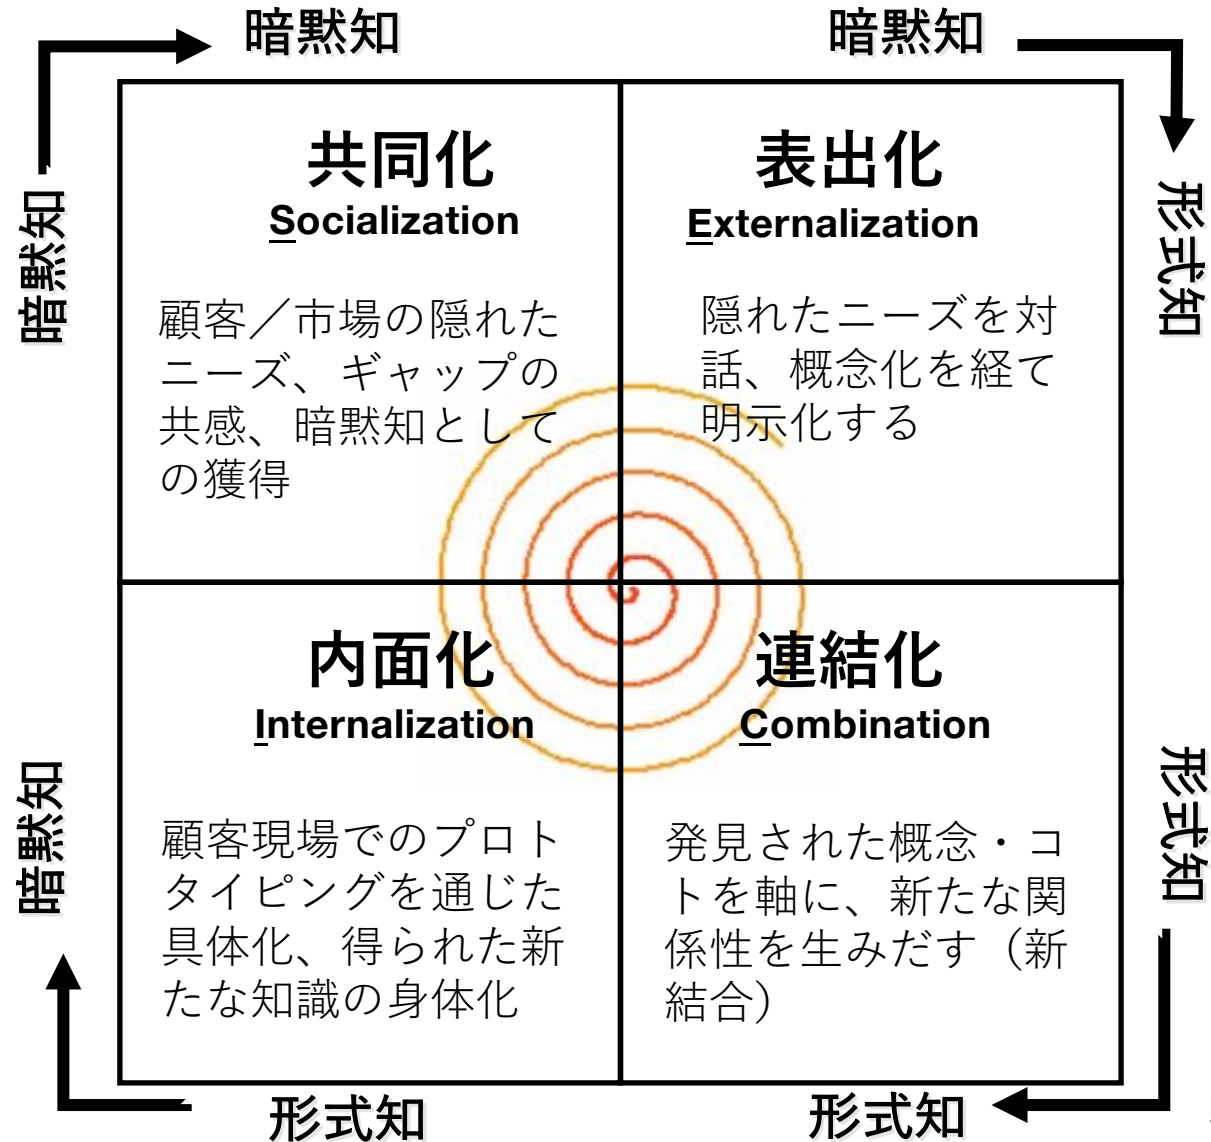 暗黙知
暗黙知
暗黙知
形式知
共同化
Socialization
顧客／市場の隠れた
ニーズ、ギャップの
共感、暗黙知として
の獲得
表出化
Externalization
隠れたニーズを対
話、概念化を経て
明示化する
内面化
Internalization
顧客現場でのプロト
タイピングを通じた
具体化、得られた新
たな知識の身体化
連結化
Combination
発見された概念・コ
トを軸に、新たな関
係性を生みだす（新
結合）
暗黙知
形式知
形式知
形式知